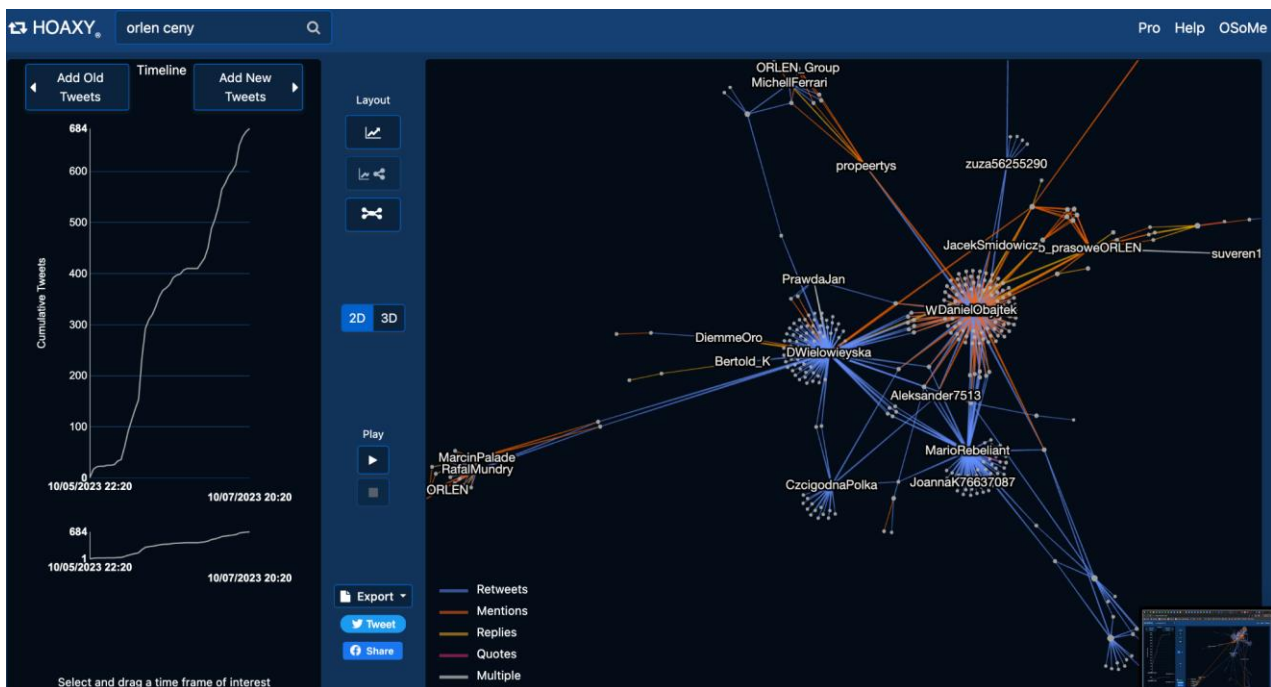 HOAXY®
orlen ceny
Pro Help OSoMe
Add Old
Tweets
Timeline
Add New
Tweets
684
600
500
400
300
200
100
0
Cumulative Tweets
10/05/2023 22:20
10/07/2023 20:20
684
1
10/05/2023 22:20
10/07/2023 20:20
Select and drag a time frame of interest
Layout
2D 3D
Play
Export
Tweet
Share
ORLEN_Group
MichellFerrari
propeertys
zuza56255290
JacekSmidowicz
_prasoweORLEN
suveren1
PrawdaJan
DanielObajtek
DiemmeOro
DWielowieyska
Bertold_K
Aleksander7513
MarioRebeliant
MarcinPalade
RafalMundry
ORLEN
CzcigodnaPolka
JoannaK76637087
Retweets
Mentions
Replies
Quotes
Multiple